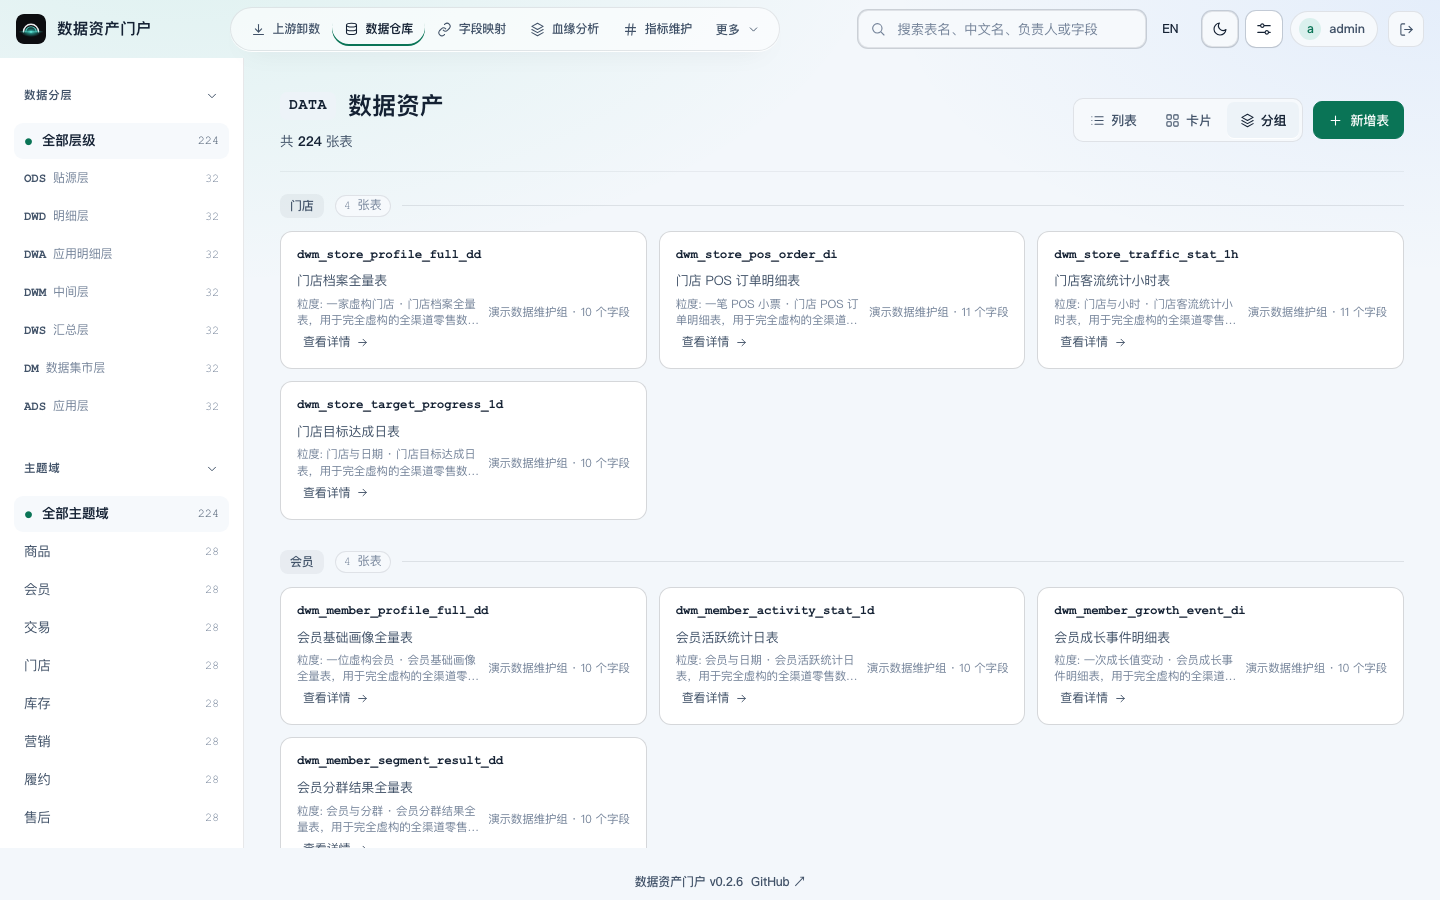 数据资产门户
上游卸数
数据仓库
字段映射
血缘分析
指标维护
更多
搜索表名、中文名、负责人或字段
EN
a admin
数据分层
全部层级 224
ODS 贴源层 32
DWD 明细层 32
DWA 应用明细层 32
DWM 中间层 32
DWS 汇总层 32
DM 数据集市层 32
ADS 应用层 32
主题域
全部主题域 224
商品 28
会员 28
交易 28
门店 28
库存 28
营销 28
履约 28
售后 28
DATA 数据资产
共 224 张表
列表
卡片
分组
新增表
门店 4 张表
dwm_store_profile_full_dd
门店档案全量表
粒度: 一家虚构门店 · 门店档案全量
表，用于完全虚构的全渠道零售数...
演示数据维护组 · 10 个字段
查看详情 →
dwm_store_pos_order_di
门店 POS 订单明细表
粒度: 一笔 POS 小票 · 门店 POS 订
单明细表，用于完全虚构的全渠道...
演示数据维护组 · 11 个字段
查看详情 →
dwm_store_traffic_stat_1h
门店客流统计小时表
粒度: 门店与小时 · 门店客流统计小
时表，用于完全虚构的全渠道零售...
演示数据维护组 · 11 个字段
查看详情 →
dwm_store_target_progress_1d
门店目标达成日表
粒度: 门店与日期 · 门店目标达成日
表，用于完全虚构的全渠道零售数...
演示数据维护组 · 10 个字段
查看详情 →
会员 4 张表
dwm_member_profile_full_dd
会员基础画像全量表
粒度: 一位虚构会员 · 会员基础画像
全量表，用于完全虚构的全渠道零...
演示数据维护组 · 10 个字段
查看详情 →
dwm_member_activity_stat_1d
会员活跃统计日表
粒度: 会员与日期 · 会员活跃统计日
表，用于完全虚构的全渠道零售数...
演示数据维护组 · 10 个字段
查看详情 →
dwm_member_growth_event_di
会员成长事件明细表
粒度: 一次成长值变动 · 会员成长事
件明细表，用于完全虚构的全渠道...
演示数据维护组 · 10 个字段
查看详情 →
dwm_member_segment_result_dd
会员分群结果全量表
粒度: 会员与分群 · 会员分群结果全
量表，用于完全虚构的全渠道零售...
演示数据维护组 · 10 个字段
查看详情 →
数据资产门户 v0.2.6 GitHub ↗